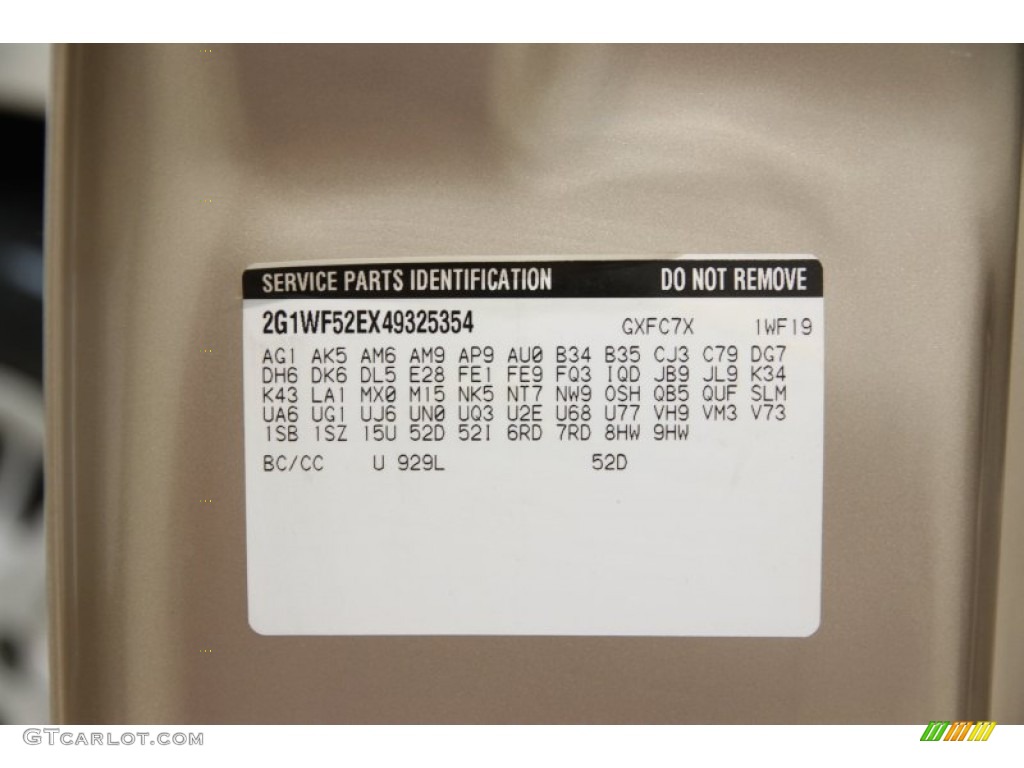 SERVICE PARTS IDENTIFICATION DO NOT REMOVE
2G1WF52EX49325354 GXFC7X 1WF19
AG1 AK5 AM6 AM9 AP9 AU0 B34 B35 CJ3 C79 DG7
DH6 DK6 DL5 E28 FE1 FE9 FQ3 IQD JB9 JL9 K34
K43 LA1 MX0 M15 NK5 NT7 NW9 OSH QB5 QUF SLM
UA6 UG1 UJ6 UN0 UQ3 U2E U68 U77 VH9 VM3 V73
1SB 1SZ 15U 52D 52I 6RD 7RD 8HW 9HW
BC/CC U 929L 52D
GTCARLOT.COM